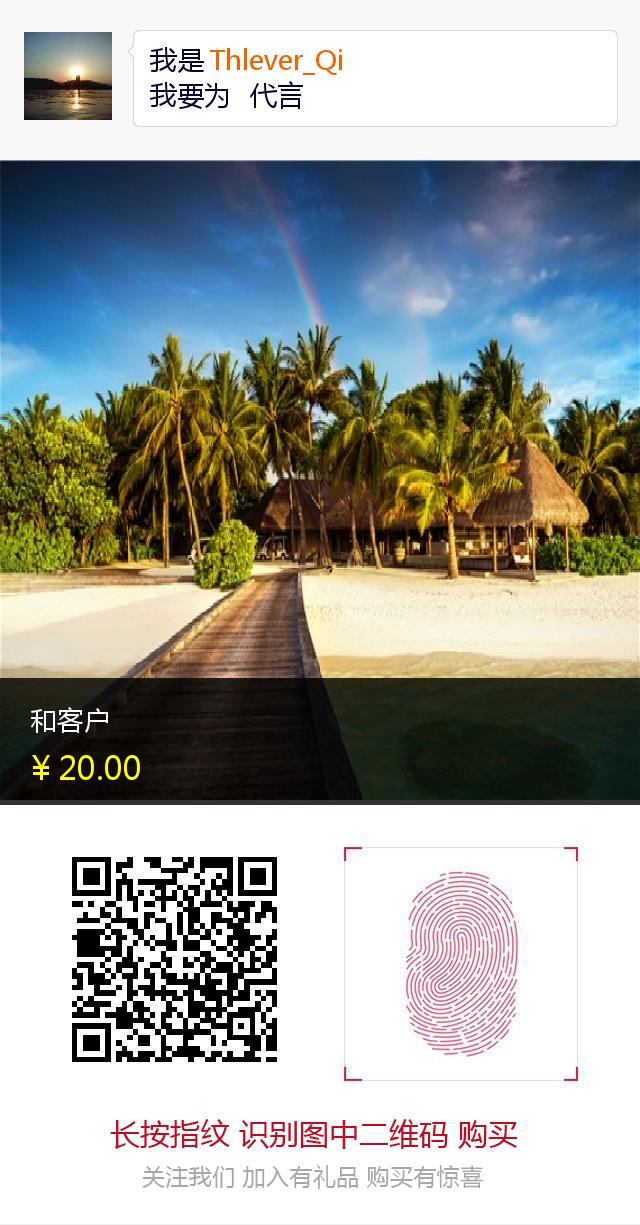 我是 Thlever_Qi
我要为 代言
和客户
¥ 20.00
长按指纹 识别图中二维码 购买
关注我们 加入有礼品 购买有惊喜